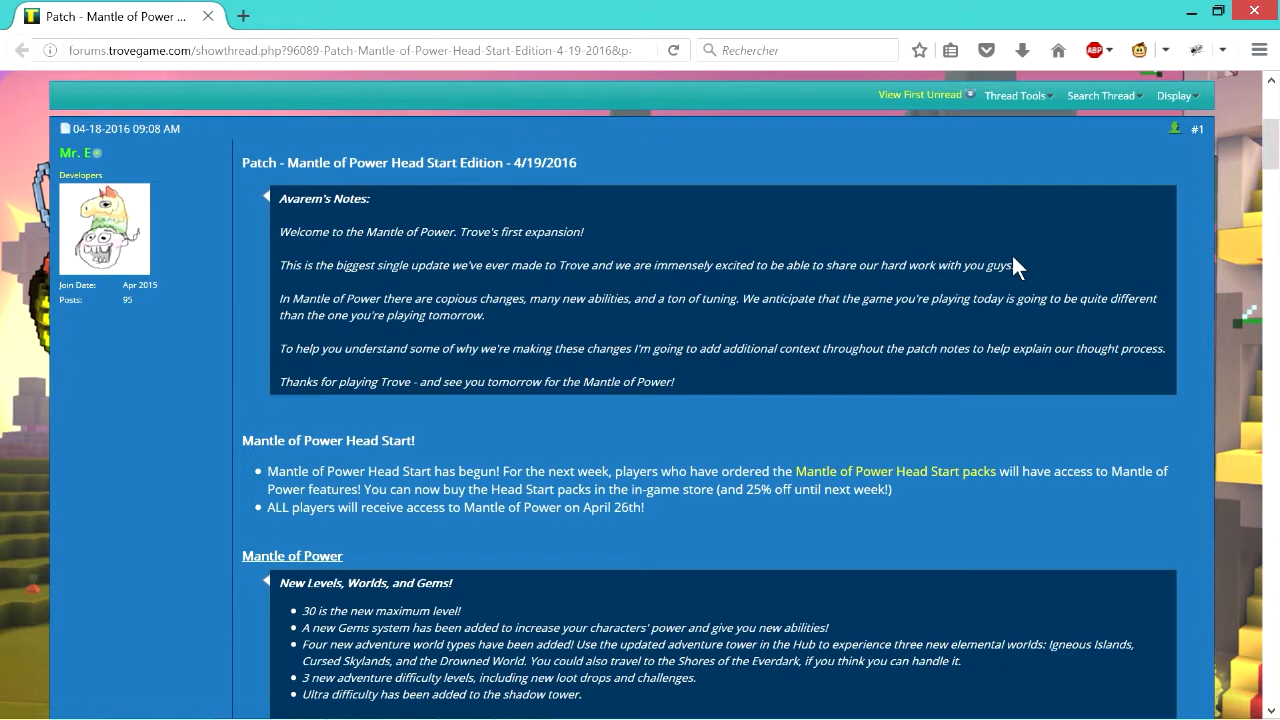 Patch - Mantle of Power ...
forums.trovegame.com/showthread.php?96089-Patch-Mantle-of-Power-Head-Start-Edition-4-19-2016&p-
Rechercher
ABP
View First Unread Thread Tools Search Thread Display
04-18-2016 09:08 AM
#1
Mr. E
Developers
Join Date: Apr 2015
Posts: 95
Patch - Mantle of Power Head Start Edition - 4/19/2016
Avarem's Notes:
Welcome to the Mantle of Power. Trove's first expansion!
This is the biggest single update we've ever made to Trove and we are immensely excited to be able to share our hard work with you guys
In Mantle of Power there are copious changes, many new abilities, and a ton of tuning. We anticipate that the game you're playing today is going to be quite different
than the one you're playing tomorrow.
To help you understand some of why we're making these changes I'm going to add additional context throughout the patch notes to help explain our thought process.
Thanks for playing Trove - and see you tomorrow for the Mantle of Power!
Mantle of Power Head Start!
Mantle of Power Head Start has begun! For the next week, players who have ordered the Mantle of Power Head Start packs will have access to Mantle of
Power features! You can now buy the Head Start packs in the in-game store (and 25% off until next week!)
ALL players will receive access to Mantle of Power on April 26th!
Mantle of Power
New Levels, Worlds, and Gems!
30 is the new maximum level!
A new Gems system has been added to increase your characters' power and give you new abilities!
Four new adventure world types have been added! Use the updated adventure tower in the Hub to experience three new elemental worlds: Igneous Islands,
Cursed Skylands, and the Drowned World. You could also travel to the Shores of the Everdark, if you think you can handle it.
3 new adventure difficulty levels, including new loot drops and challenges.
Ultra difficulty has been added to the shadow tower.